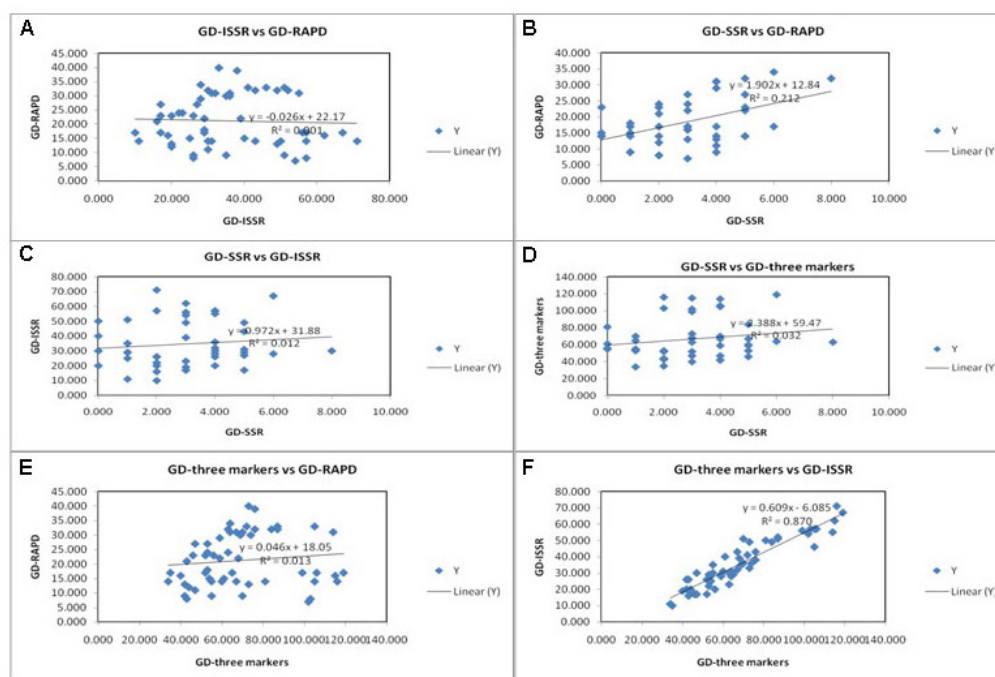 A
GD-ISSR vs GD-RAPD
45.000
40.000
35.000
30.000
25.000
20.000
15.000
10.000
5.000
0.000
GD-RAPD
y = -0.026x + 22.17
R² = 0.001
0.000 20.000 40.000 60.000 80.000
GD-ISSR
Y
Linear (Y)
B
GD-SSR vs GD-RAPD
40.000
35.000
30.000
25.000
20.000
15.000
10.000
5.000
0.000
GD-RAPD
y = 1.902x + 12.84
R² = 0.212
0.000 2.000 4.000 6.000 8.000 10.000
GD-SSR
Y
Linear (Y)
C
GD-SSR vs GD-ISSR
80.000
70.000
60.000
50.000
40.000
30.000
20.000
10.000
0.000
GD-ISSR
y = 0.972x + 31.88
R² = 0.012
0.000 2.000 4.000 6.000 8.000 10.000
GD-SSR
Y
Linear (Y)
D
GD-SSR vs GD-three markers
140.000
120.000
100.000
80.000
60.000
40.000
20.000
0.000
GD-three markers
y = 2.388x + 59.47
R² = 0.032
0.000 2.000 4.000 6.000 8.000 10.000
GD-SSR
Y
Linear (Y)
E
GD-three markers vs GD-RAPD
45.000
40.000
35.000
30.000
25.000
20.000
15.000
10.000
5.000
0.000
GD-RAPD
y = 0.046x + 18.05
R² = 0.013
0.000 20.000 40.000 60.000 80.000 100.000 120.000 140.000
GD-three markers
Y
Linear (Y)
F
GD-three markers vs GD-ISSR
80.000
70.000
60.000
50.000
40.000
30.000
20.000
10.000
0.000
GD-ISSR
y = 0.609x - 6.085
R² = 0.870
0.000 20.000 40.000 60.000 80.000 100.000 120.000 140.000
GD-three markers
Y
Linear (Y)